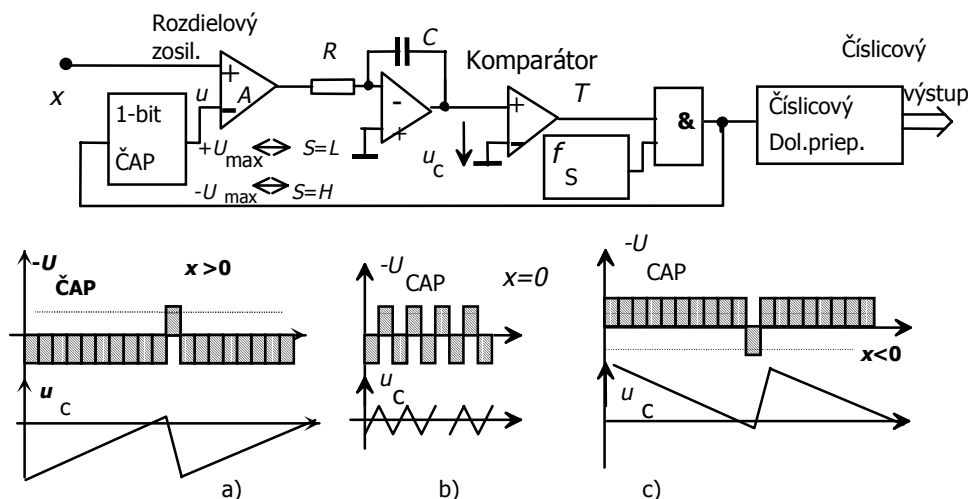 Rozdielový
zosil.
R
C
Komparátor
Číslicový
výstup
x
u
+
-
A
1-bit
ČAP
+U max ⇔ S=L
-U max ⇔ S=H
-
+
u c
+
-
T
f S
&
Číslicový
Dol.priep.
-U ČAP
x >0
u c
a)
-U CAP
x=0
u c
b)
-U CAP
x<0
u c
c)